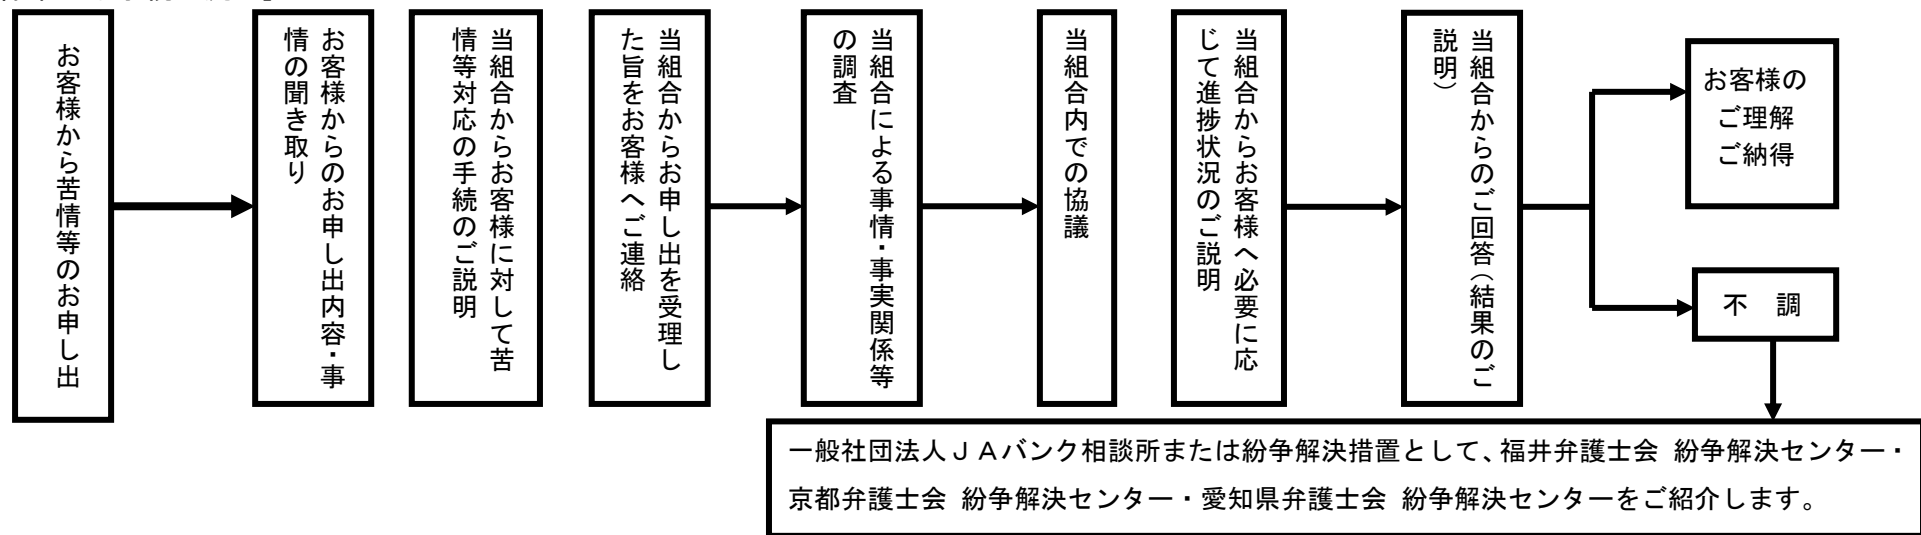 お客様から苦情等のお申し出
お客様からのお申し出内容・事
情の聞き取り
当組合からお客様に対して苦
情等対応の手続のご説明
当組合からお申し出を受理し
た旨をお客様へご連絡
当組合による事情・事実関係等
の調査
当組合内での協議
当組合からお客様へ必要に応
じて進捗状況のご説明
当組合からのご回答（結果のご
説明）
お客様の
ご理解
ご納得
不　調
一般社団法人ＪＡバンク相談所または紛争解決措置として、福井弁護士会 紛争解決センター・
京都弁護士会 紛争解決センター・愛知県弁護士会 紛争解決センターをご紹介します。